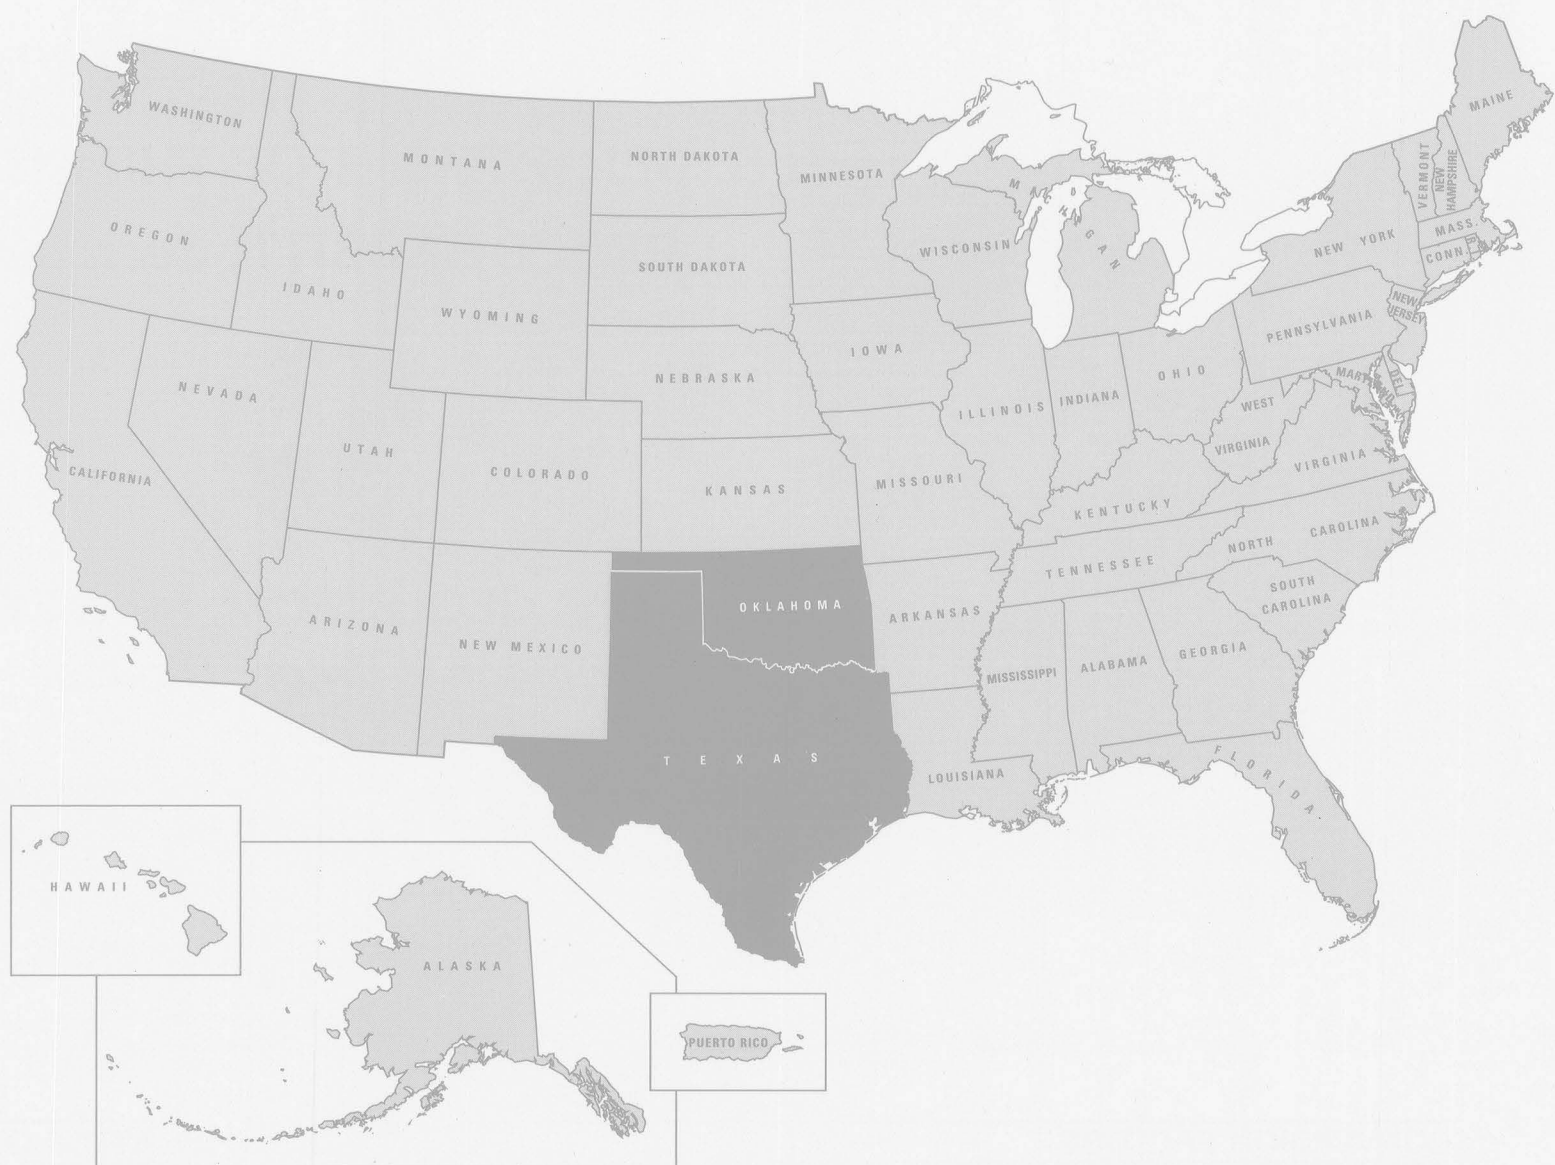 MAINE
WASHINGTON
MONTANA
NORTH DAKOTA
MINNESOTA
VERMONT
NEW
HAMPSHIRE
MICHIGAN
OREGON
WISCONSIN
NEW YORK
MASS.
CONN.
R.I.
IDAHO
SOUTH DAKOTA
WYOMING
NEW
JERSEY
PENNSYLVANIA
IOWA
NEVADA
NEBRASKA
ILLINOIS
INDIANA
OHIO
MARYLAND
DEL.
WEST
VIRGINIA
UTAH
COLORADO
CALIFORNIA
KANSAS
MISSOURI
VIRGINIA
KENTUCKY
NORTH CAROLINA
TENNESSEE
ARIZONA
NEW MEXICO
OKLAHOMA
ARKANSAS
SOUTH
CAROLINA
MISSISSIPPI
ALABAMA
GEORGIA
TEXAS
LOUISIANA
FLORIDA
HAWAII
ALASKA
PUERTO RICO